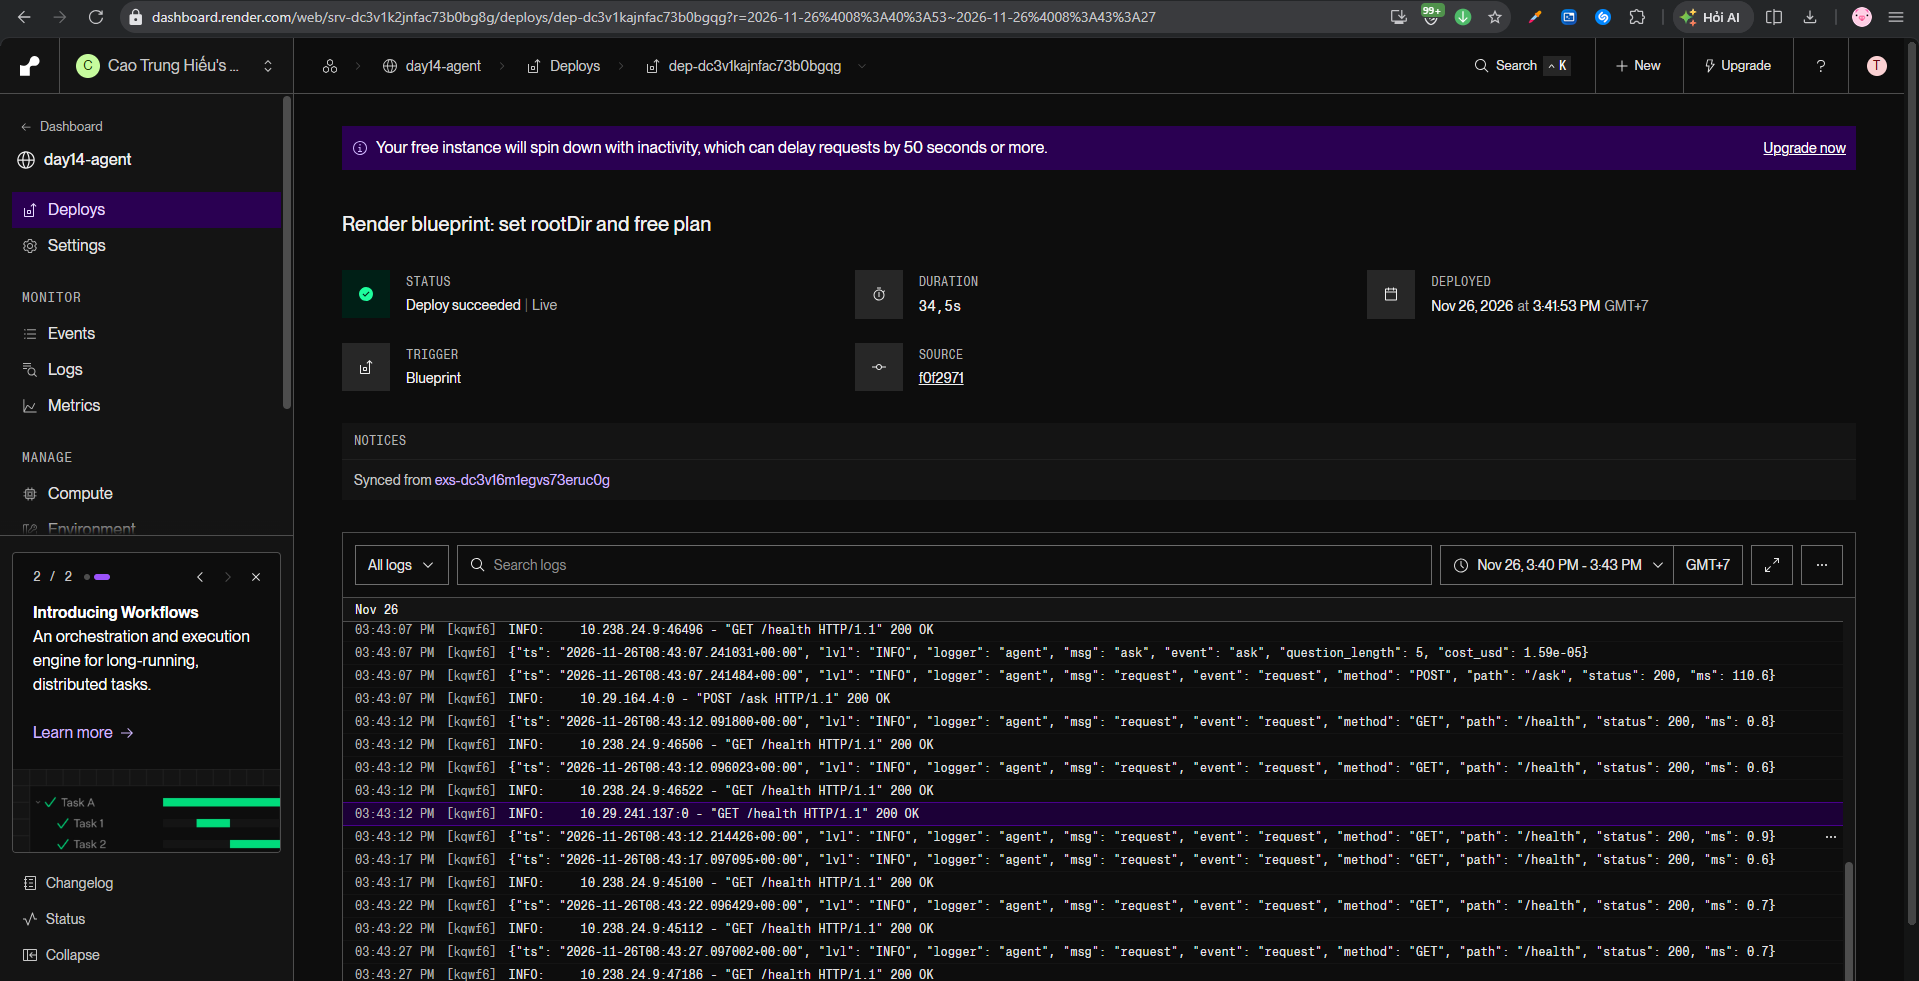 dashboard.render.com/web/srv-dc3v1k2jnfac73b0bg8g/deploys/dep-dc3v1kajnfac73b0bgqg?r=2026-11-26%4008%3A40%3A53~2026-11-26%4008%3A43%3A27
99+
Hỏi AI
C Cao Trung Hiếu's ...
day14-agent
Deploys
dep-dc3v1kajnfac73b0bgqg
Search ^ K
+ New
Upgrade
?
T
← Dashboard
day14-agent
Deploys
Settings
MONITOR
Events
Logs
Metrics
MANAGE
Compute
Environment
2 / 2
Introducing Workflows
An orchestration and execution
engine for long-running,
distributed tasks.
Learn more →
Task A
Task 1
Task 2
Changelog
Status
Collapse
Your free instance will spin down with inactivity, which can delay requests by 50 seconds or more.
Upgrade now
Render blueprint: set rootDir and free plan
STATUS
Deploy succeeded | Live
DURATION
34,5s
DEPLOYED
Nov 26, 2026 at 3:41:53 PM GMT+7
TRIGGER
Blueprint
SOURCE
f0f2971
NOTICES
Synced from exs-dc3v16m1egvs73eruc0g
All logs
Search logs
Nov 26, 3:40 PM - 3:43 PM
GMT+7
...
Nov 26
03:43:07 PM [kqwf6] INFO: 10.238.24.9:46496 - "GET /health HTTP/1.1" 200 OK
03:43:07 PM [kqwf6] {"ts": "2026-11-26T08:43:07.241031+00:00", "lvl": "INFO", "logger": "agent", "msg": "ask", "event": "ask", "question_length": 5, "cost_usd": 1.59e-05}
03:43:07 PM [kqwf6] {"ts": "2026-11-26T08:43:07.241484+00:00", "lvl": "INFO", "logger": "agent", "msg": "request", "event": "request", "method": "POST", "path": "/ask", "status": 200, "ms": 110.6}
03:43:07 PM [kqwf6] INFO: 10.29.164.4:0 - "POST /ask HTTP/1.1" 200 OK
03:43:12 PM [kqwf6] {"ts": "2026-11-26T08:43:12.091800+00:00", "lvl": "INFO", "logger": "agent", "msg": "request", "event": "request", "method": "GET", "path": "/health", "status": 200, "ms": 0.8}
03:43:12 PM [kqwf6] INFO: 10.238.24.9:46506 - "GET /health HTTP/1.1" 200 OK
03:43:12 PM [kqwf6] {"ts": "2026-11-26T08:43:12.096023+00:00", "lvl": "INFO", "logger": "agent", "msg": "request", "event": "request", "method": "GET", "path": "/health", "status": 200, "ms": 0.6}
03:43:12 PM [kqwf6] INFO: 10.238.24.9:46522 - "GET /health HTTP/1.1" 200 OK
03:43:12 PM [kqwf6] INFO: 10.29.241.137:0 - "GET /health HTTP/1.1" 200 OK
03:43:12 PM [kqwf6] {"ts": "2026-11-26T08:43:12.214426+00:00", "lvl": "INFO", "logger": "agent", "msg": "request", "event": "request", "method": "GET", "path": "/health", "status": 200, "ms": 0.9} ...
03:43:17 PM [kqwf6] {"ts": "2026-11-26T08:43:17.097095+00:00", "lvl": "INFO", "logger": "agent", "msg": "request", "event": "request", "method": "GET", "path": "/health", "status": 200, "ms": 0.6}
03:43:17 PM [kqwf6] INFO: 10.238.24.9:45100 - "GET /health HTTP/1.1" 200 OK
03:43:22 PM [kqwf6] {"ts": "2026-11-26T08:43:22.096429+00:00", "lvl": "INFO", "logger": "agent", "msg": "request", "event": "request", "method": "GET", "path": "/health", "status": 200, "ms": 0.7}
03:43:22 PM [kqwf6] INFO: 10.238.24.9:45112 - "GET /health HTTP/1.1" 200 OK
03:43:27 PM [kqwf6] {"ts": "2026-11-26T08:43:27.097002+00:00", "lvl": "INFO", "logger": "agent", "msg": "request", "event": "request", "method": "GET", "path": "/health", "status": 200, "ms": 0.7}
03:43:27 PM [kqwf6] INFO: 10.238.24.9:47186 - "GET /health HTTP/1.1" 200 OK